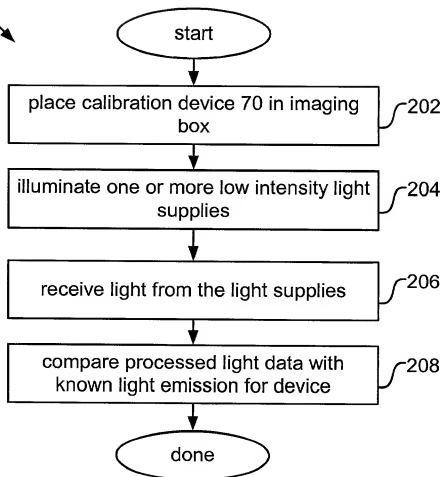 start
place calibration device 70 in imaging
box
202
illuminate one or more low intensity light
supplies
204
receive light from the light supplies
206
compare processed light data with
known light emission for device
208
done